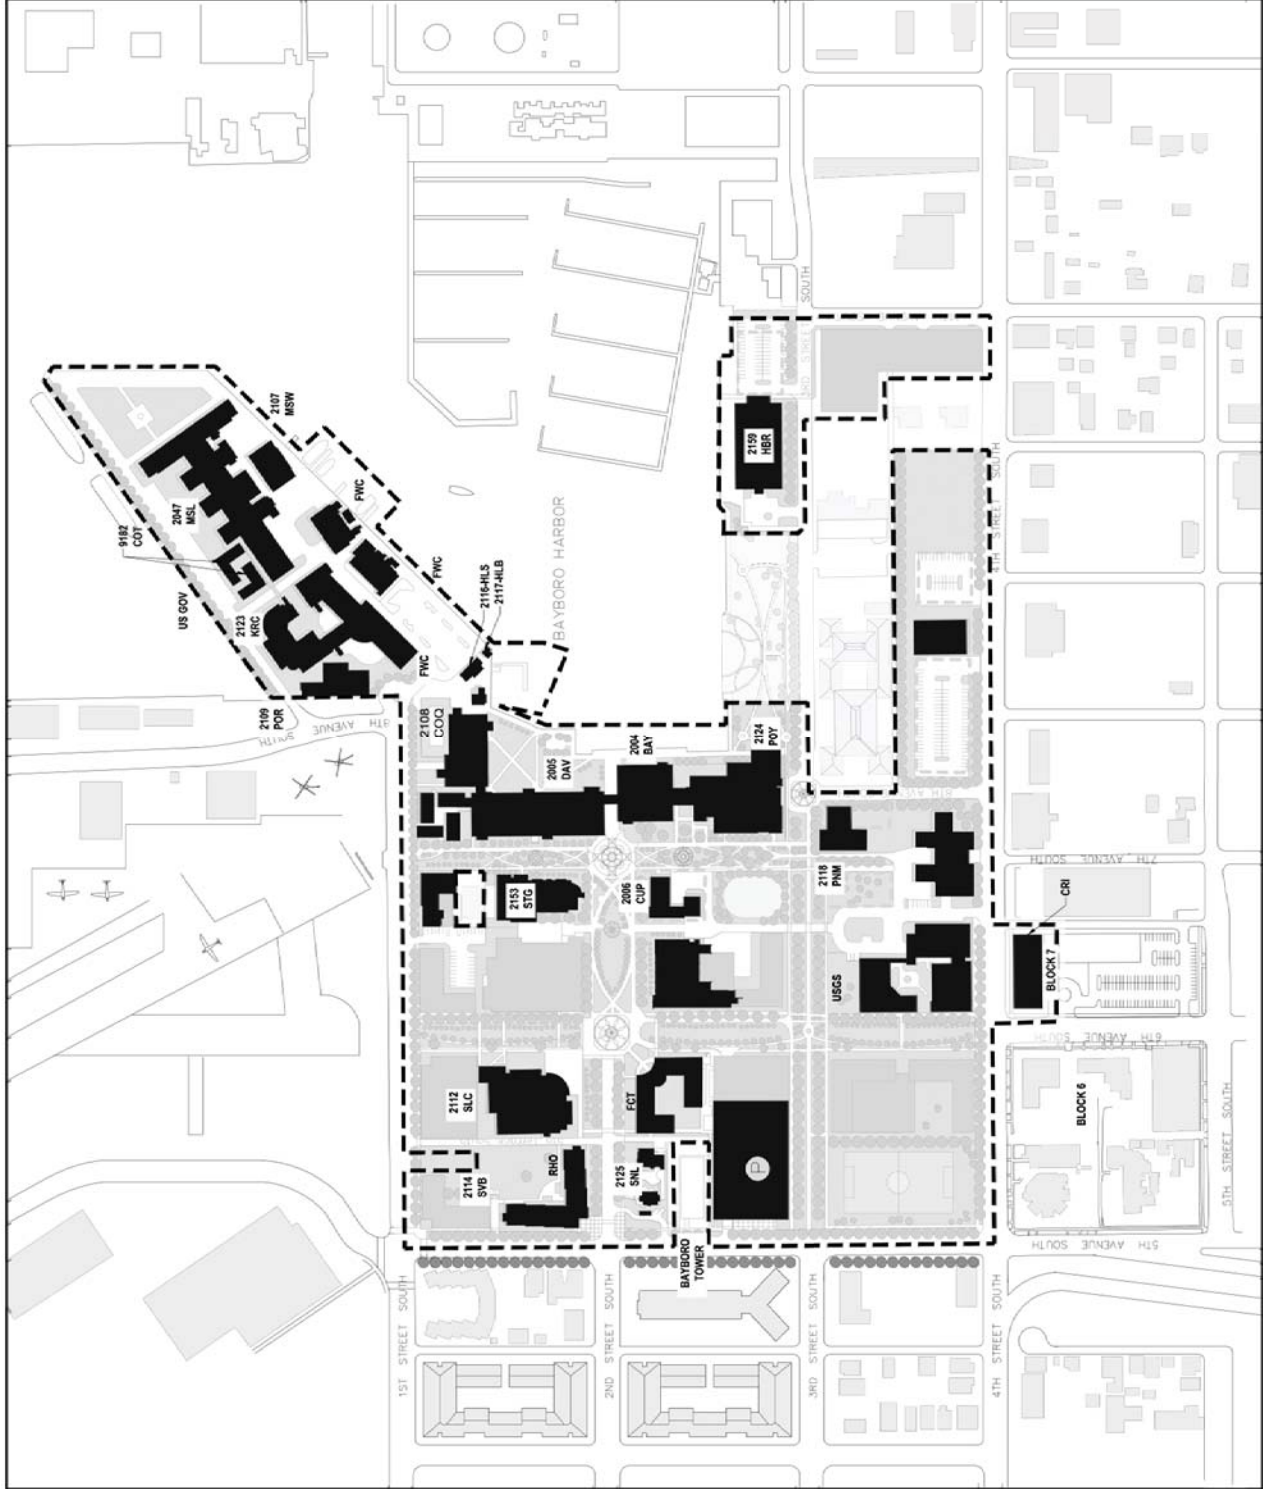 2107
MSW
2047
MSL
9182
COT
FWC
US GOV
2123
KRC
FWC
2116-HLS
2117-HLB
BAYBORO HARBOR
FWC
2109
POR
8TH AVENUE SOUTH
2108
COQ
2005
DAV
2004
BAY
2124
POY
2159
HBR
3RD STREET SOUTH
4TH STREET SOUTH
8TH AVE
2118
PNM
7TH AVENUE SOUTH
CRI
2153
STG
2006
CUP
USGS
BLOCK 7
6TH AVENUE SOUTH
2112
SLC
FCT
BLOCK 6
2114
SVB
RHO
2125
SNL
P
BAYBORO
TOWER
5TH AVENUE SOUTH
5TH STREET SOUTH
1ST STREET SOUTH
2ND STREET SOUTH
3RD STREET SOUTH
4TH STREET SOUTH